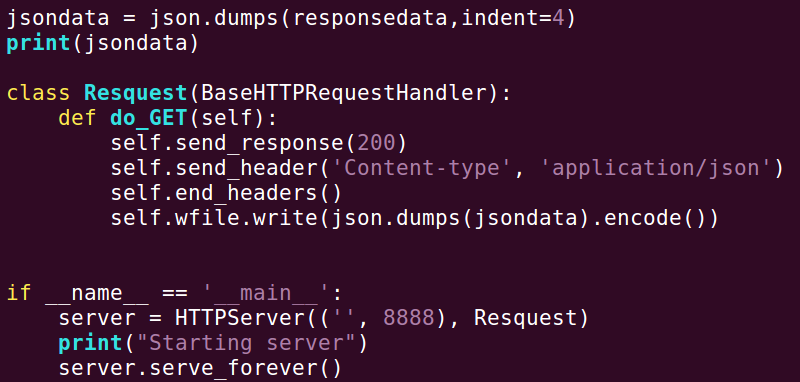 jsondata = json.dumps(responsedata,indent=4)
print(jsondata)
class Resquest(BaseHTTPRequestHandler):
    def do_GET(self):
        self.send_response(200)
        self.send_header('Content-type', 'application/json')
        self.end_headers()
        self.wfile.write(json.dumps(jsondata).encode())
if __name__ == '__main__':
    server = HTTPServer(('', 8888), Resquest)
    print("Starting server")
    server.serve_forever()